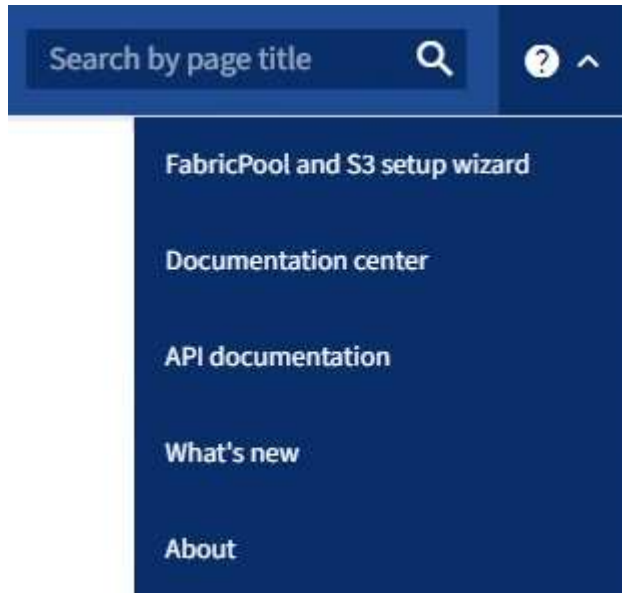 Search by page title
FabricPool and S3 setup wizard
Documentation center
API documentation
What's new
About